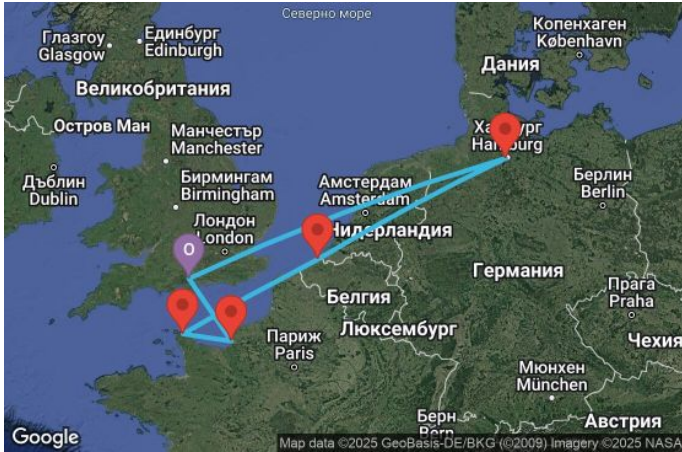 Северно море
Глазгоу
Glasgow
Единбург
Edinburgh
Копенхаген
København
Дания
Великобритания
Остров Ман
Манчестър
Manchester
Hamburg
Дъблин
Dublin
Бирмингам
Birmingham
Амстердам
Amsterdam
Берлин
Berlin
Лондон
London
O
Нидерландия
Германия
Белгия
Прага
Praha
Париж
Paris
Люксембург
Чехия
Мюнхен
München
Берн
Bern
Австрия
Google
Map data ©2025 GeoBasis-DE/BKG (©2009) Imagery ©2025 NASA